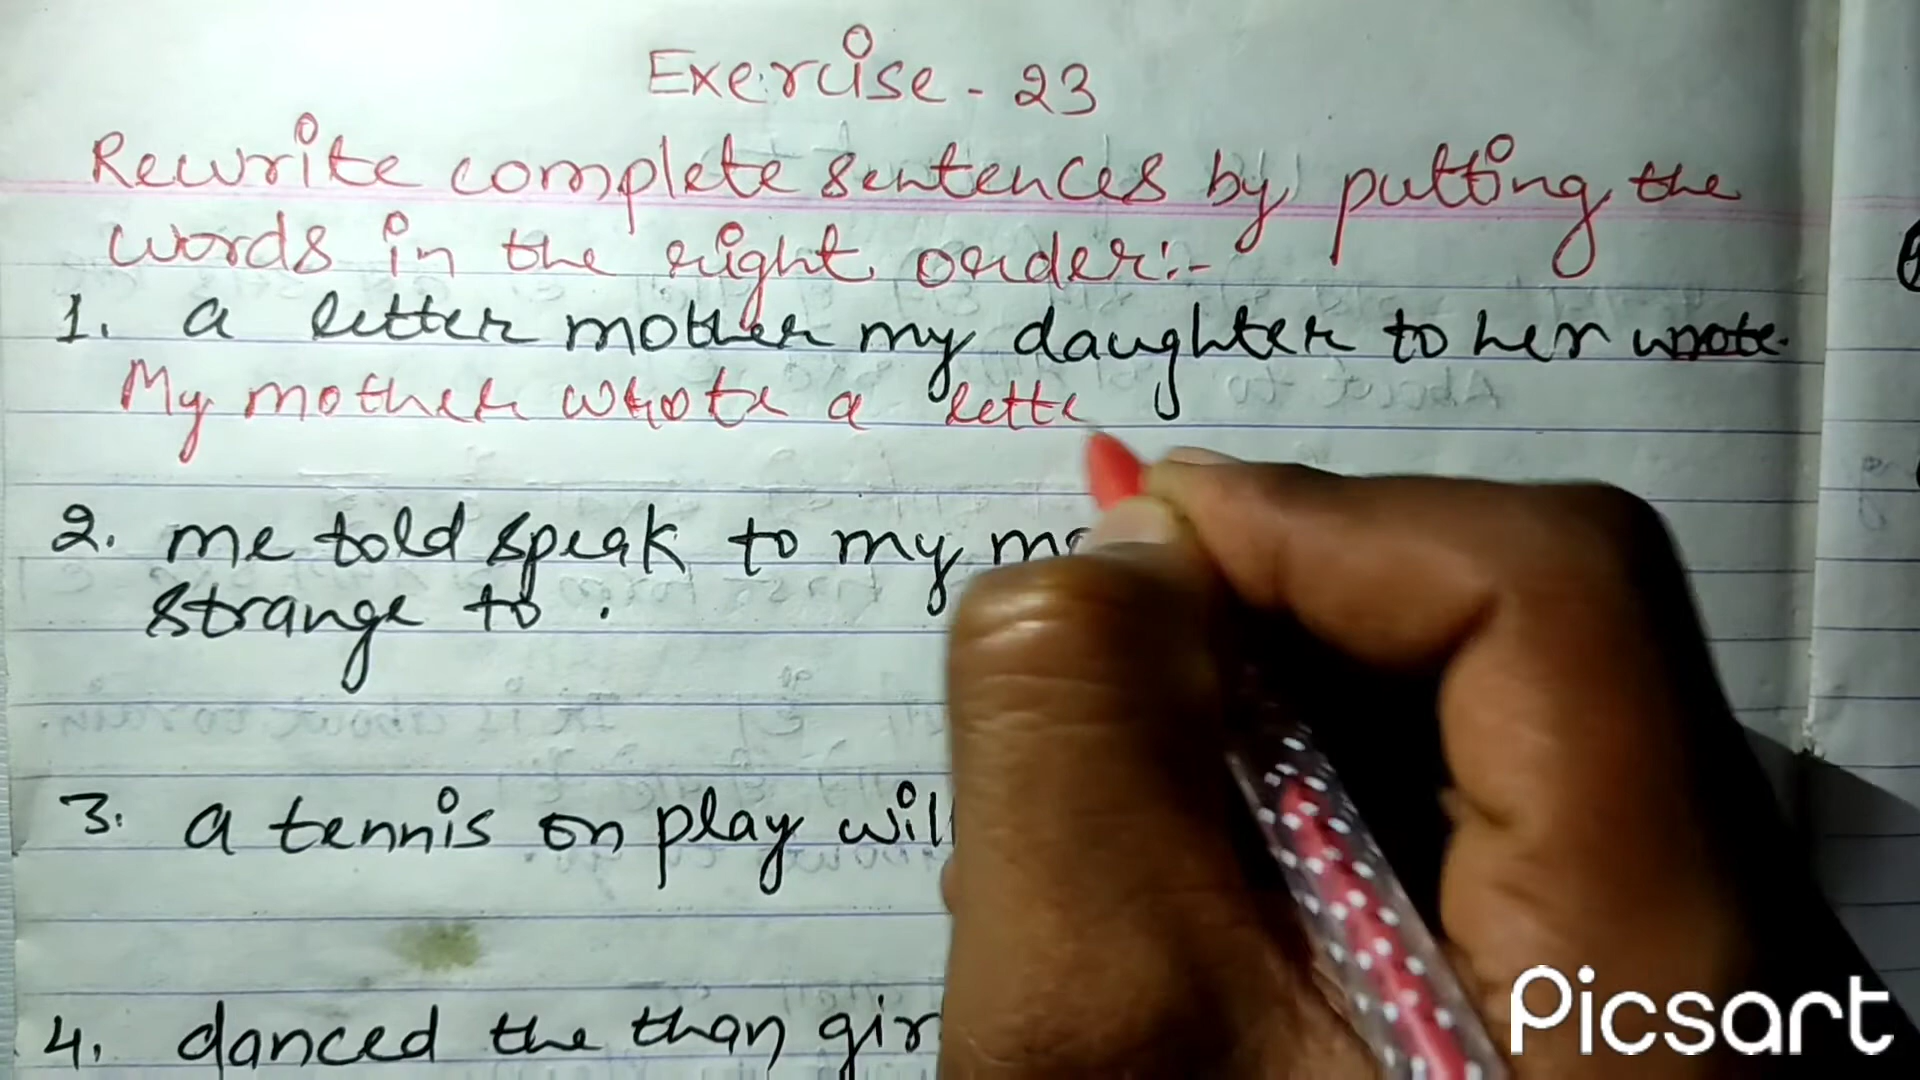 Exercise - 23
Rewrite complete sentences by putting the
words in the right order:-
1. a letter mother my daughter to her wrote.
My mother wrote a lette
2. me told speak to my
strange to .
3. a tennis on play will
4. danced the than
Picsart